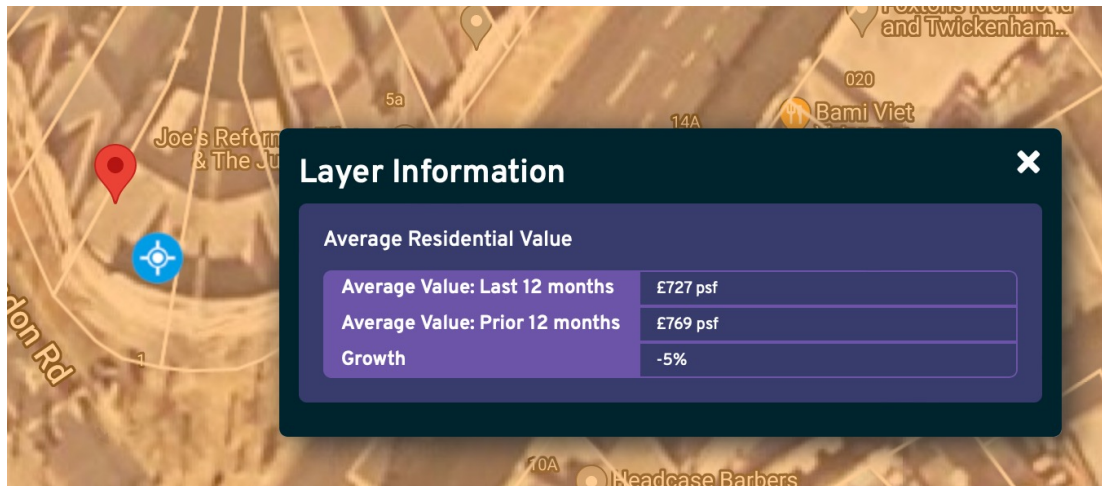 Foxtons Richmond
and Twickenham...
020
5a
Bami Viet
14A
Joe's Reform
& The Ju
Layer Information
Average Residential Value
Average Value: Last 12 months £727 psf
Average Value: Prior 12 months £769 psf
Growth -5%
don Rd
1
10A
Headcase Barbers